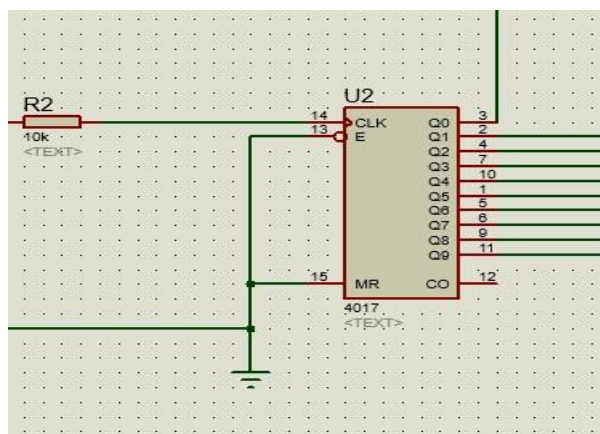 R2
10k
<TEXT>
U2
14 CLK Q0 3
13 E Q1 2
Q2 4
Q3 7
Q4 10
Q5 1
Q6 5
Q7 6
Q8 9
Q9 11
15 MR CO 12
4017
<TEXT>